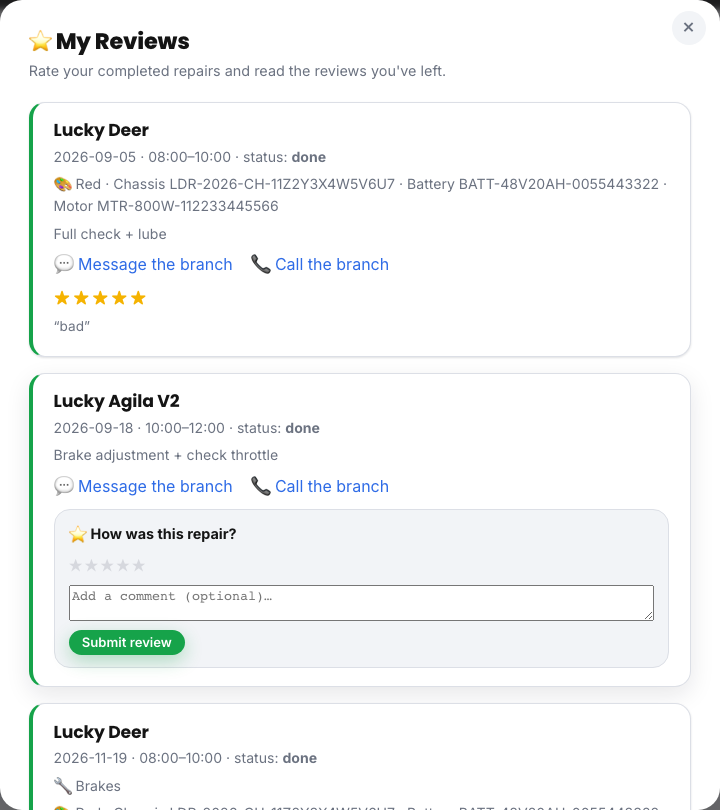 ⭐ My Reviews
Rate your completed repairs and read the reviews you've left.
Lucky Deer
2026-09-05 · 08:00–10:00 · status: done
🎨 Red · Chassis LDR-2026-CH-11Z2Y3X4W5V6U7 · Battery BATT-48V20AH-0055443322 ·
Motor MTR-800W-112233445566
Full check + lube
💬 Message the branch 📞 Call the branch
★★★★★
“bad”
Lucky Agila V2
2026-09-18 · 10:00–12:00 · status: done
Brake adjustment + check throttle
💬 Message the branch 📞 Call the branch
⭐ How was this repair?
★★★★★
Add a comment (optional)…
Submit review
Lucky Deer
2026-11-19 · 08:00–10:00 · status: done
🔧 Brakes